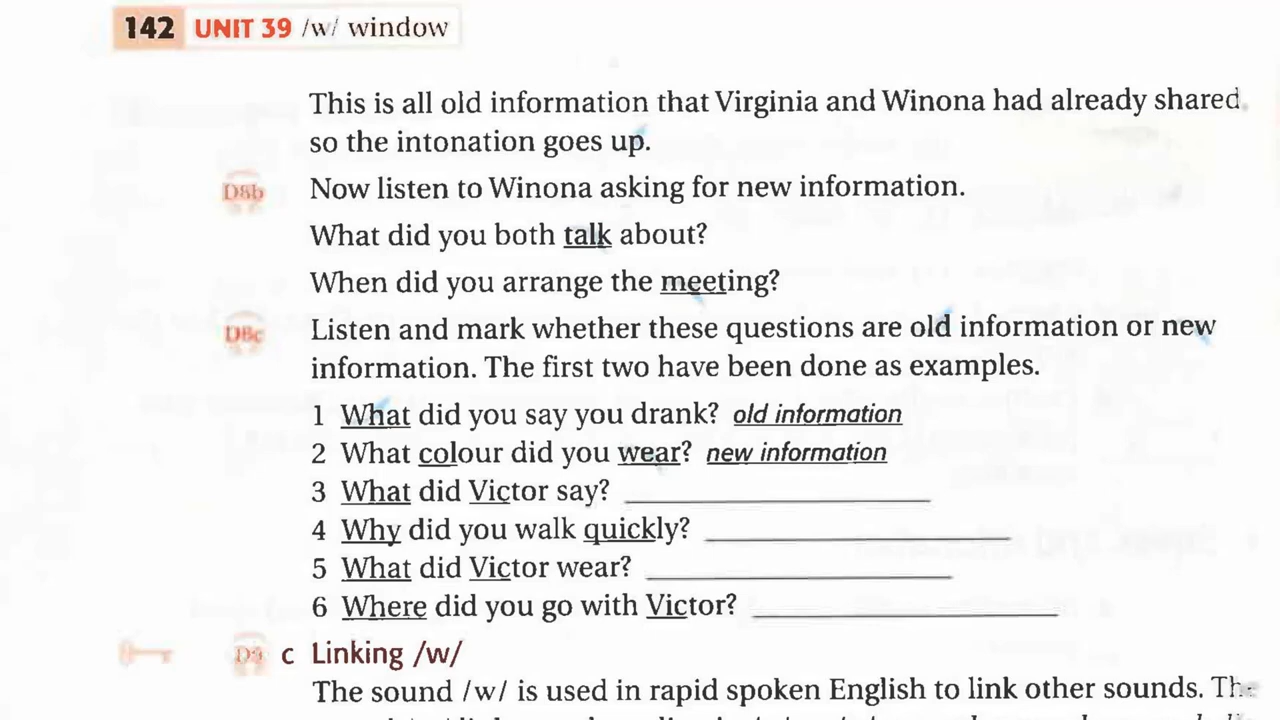 142 UNIT 39 /w/ window
This is all old information that Virginia and Winona had already shared,
so the intonation goes up.
D8b Now listen to Winona asking for new information.
What did you both talk about?
When did you arrange the meeting?
D8c Listen and mark whether these questions are old information or new
information. The first two have been done as examples.
1 What did you say you drank? old information
2 What colour did you wear? new information
3 What did Victor say?
4 Why did you walk quickly?
5 What did Victor wear?
6 Where did you go with Victor?
D9 c Linking /w/
The sound /w/ is used in rapid spoken English to link other sounds. The